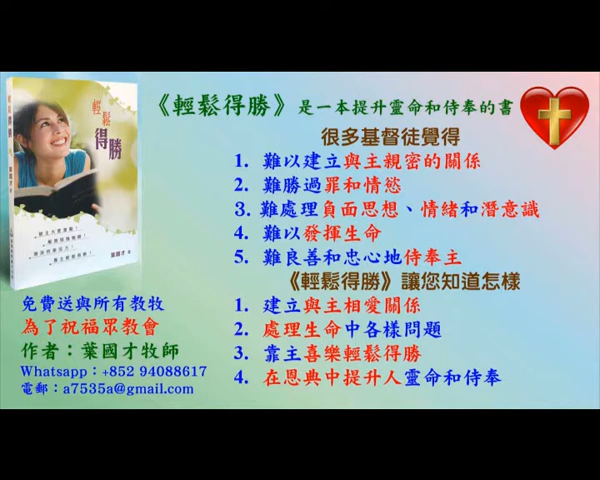 《輕鬆得勝》是一本提升靈命和侍奉的書
很多基督徒覺得
1. 難以建立與主親密的關係
2. 難勝過罪和情慾
3. 難處理負面思想、情緒和潛意識
4. 難以發揮生命
5. 難良善和忠心地侍奉主
《輕鬆得勝》讓您知道怎樣
1. 建立與主相愛關係
2. 處理生命中各樣問題
3. 靠主喜樂輕鬆得勝
4. 在恩典中提升人靈命和侍奉
輕鬆
得勝
輕鬆得勝
葉國才 著
免費送與所有教牧
為了祝福眾教會
作者：葉國才牧師
Whatsapp：+852 94088617
電郵：a7535a@gmail.com